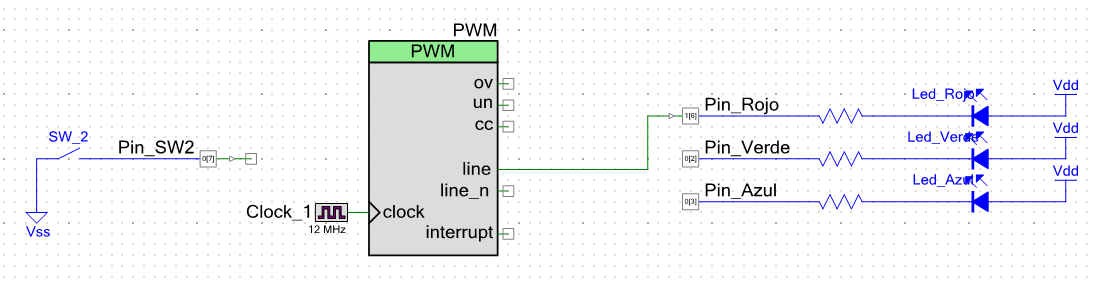 PWM
PWM
ov
un
cc
line
line_n
clock
interrupt
SW_2
Pin_SW2
0[7]
Vss
Clock_1
12 MHz
Pin_Rojo
1[6]
Led_Rojo
Vdd
Pin_Verde
0[2]
Led_Verde
Vdd
Pin_Azul
0[3]
Led_Azul
Vdd